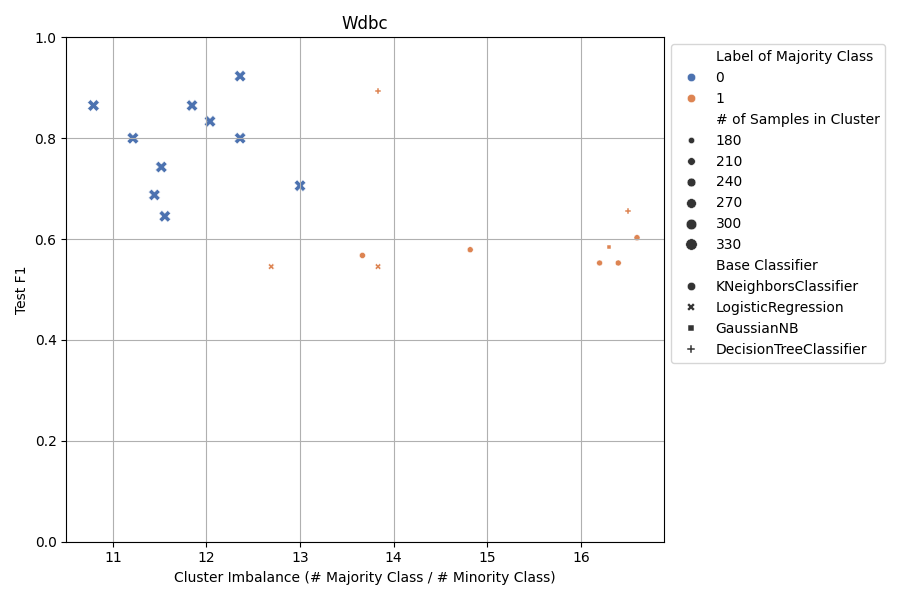 Wdbc
1.0
0.8
0.6
0.4
0.2
0.0
Test F1
11
12
13
14
15
16
Cluster Imbalance (# Majority Class / # Minority Class)
Label of Majority Class
0
1
# of Samples in Cluster
180
210
240
270
300
330
Base Classifier
KNeighborsClassifier
LogisticRegression
GaussianNB
DecisionTreeClassifier